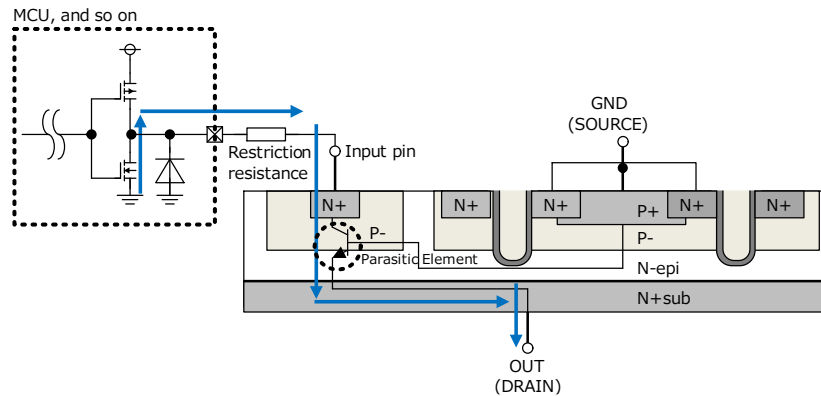 MCU, and so on
GND
(SOURCE)
Restriction
resistance
Input pin
N+
P-
Parasitic Element
N+
N+
P+
N+
N+
P-
N-epi
N+sub
OUT
(DRAIN)